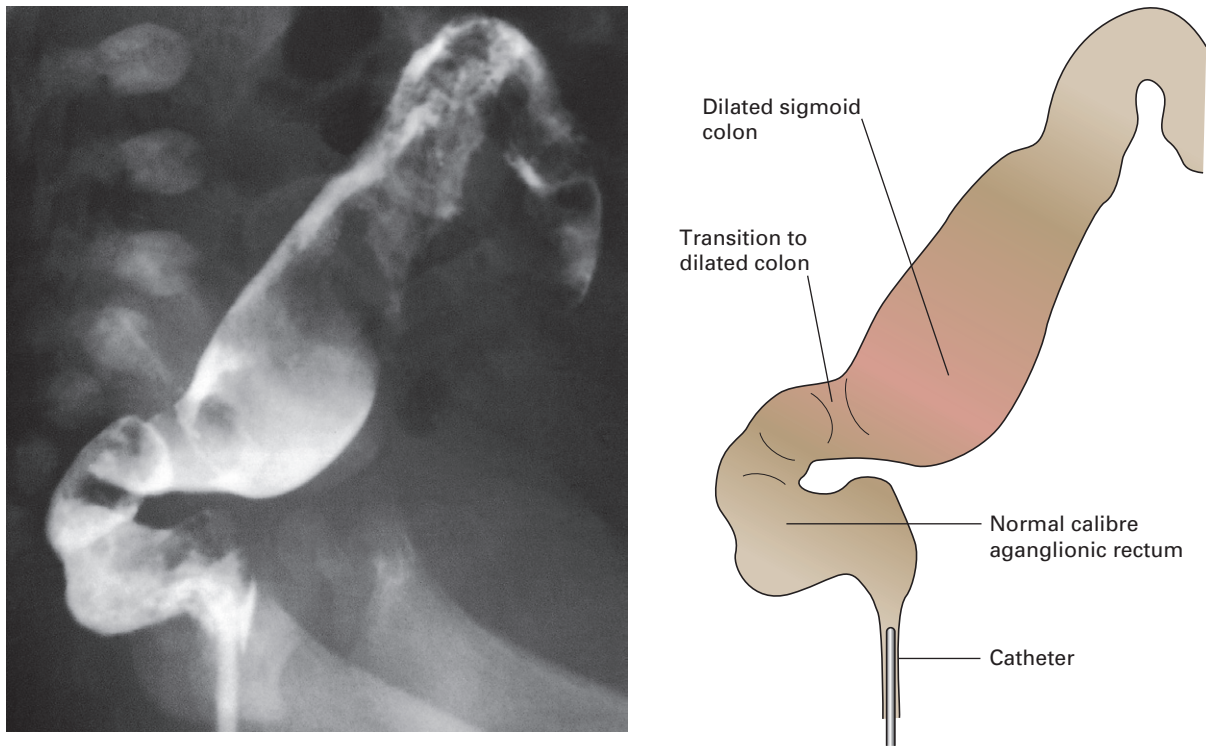 Dilated sigmoid
colon
Transition to
dilated colon
Normal calibre
aganglionic rectum
Catheter